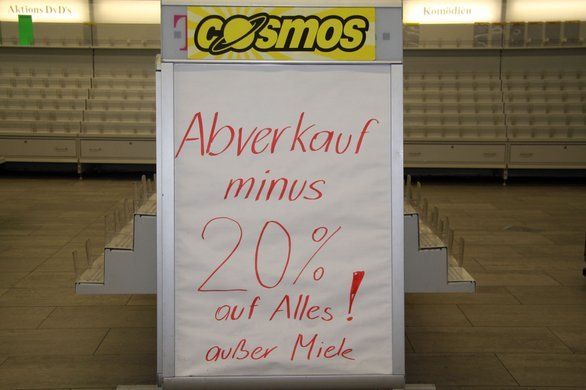 Aktions DvD's
Komödien
cosmos
Abverkauf
minus
20%
auf Alles!
außer Miele